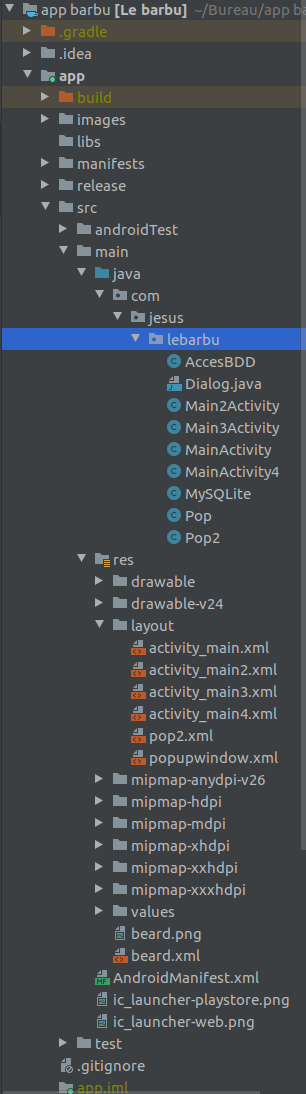 app barbu [Le barbu] ~/Bureau/app ba
.gradle
.idea
app
build
images
libs
manifests
release
src
androidTest
main
java
com
jesus
lebarbu
AccesBDD
Dialog.java
Main2Activity
Main3Activity
MainActivity
MainActivity4
MySQLite
Pop
Pop2
res
drawable
drawable-v24
layout
activity_main.xml
activity_main2.xml
activity_main3.xml
activity_main4.xml
pop2.xml
popupwindow.xml
mipmap-anydpi-v26
mipmap-hdpi
mipmap-mdpi
mipmap-xhdpi
mipmap-xxhdpi
mipmap-xxxhdpi
values
beard.png
beard.xml
AndroidManifest.xml
ic_launcher-playstore.png
ic_launcher-web.png
test
.gitignore
app.iml